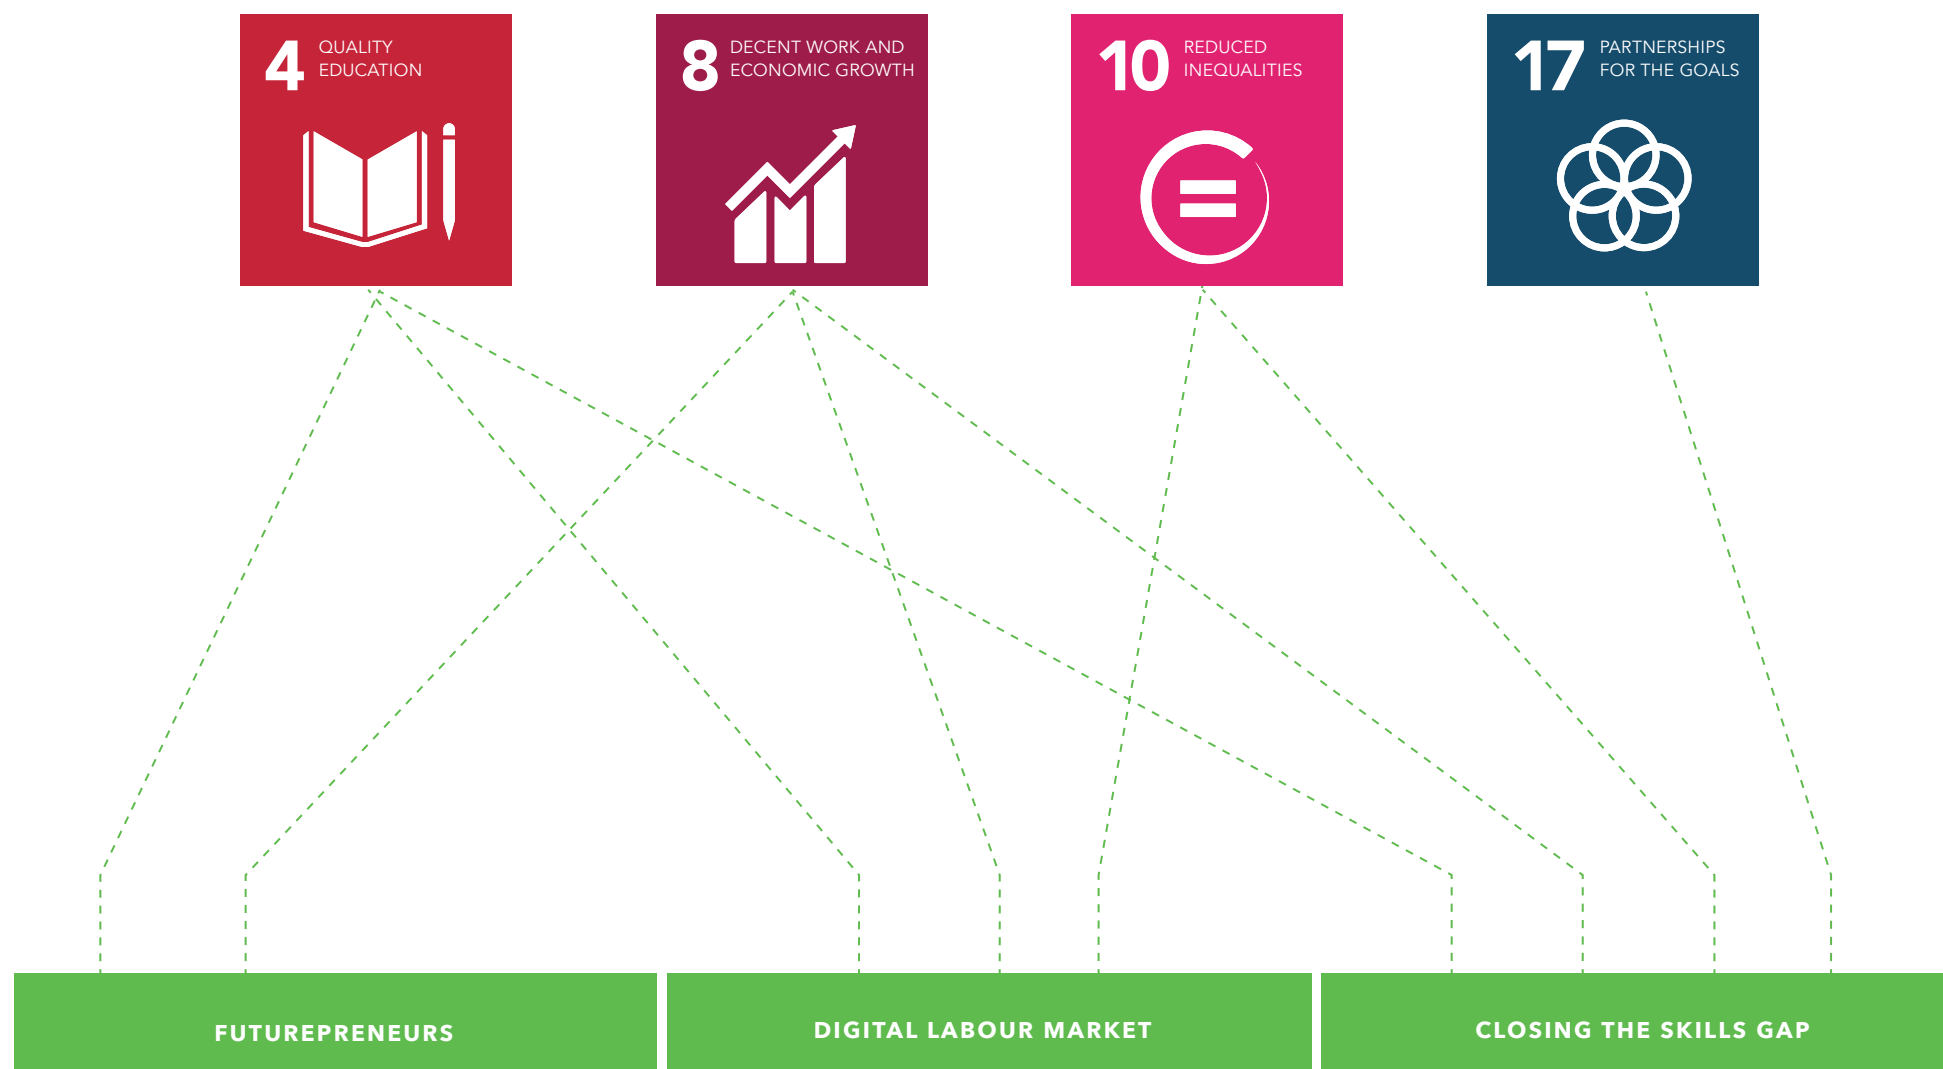 4 QUALITY
EDUCATION
8 DECENT WORK AND
ECONOMIC GROWTH
10 REDUCED
INEQUALITIES
17 PARTNERSHIPS
FOR THE GOALS
FUTUREPRENEURS
DIGITAL LABOUR MARKET
CLOSING THE SKILLS GAP